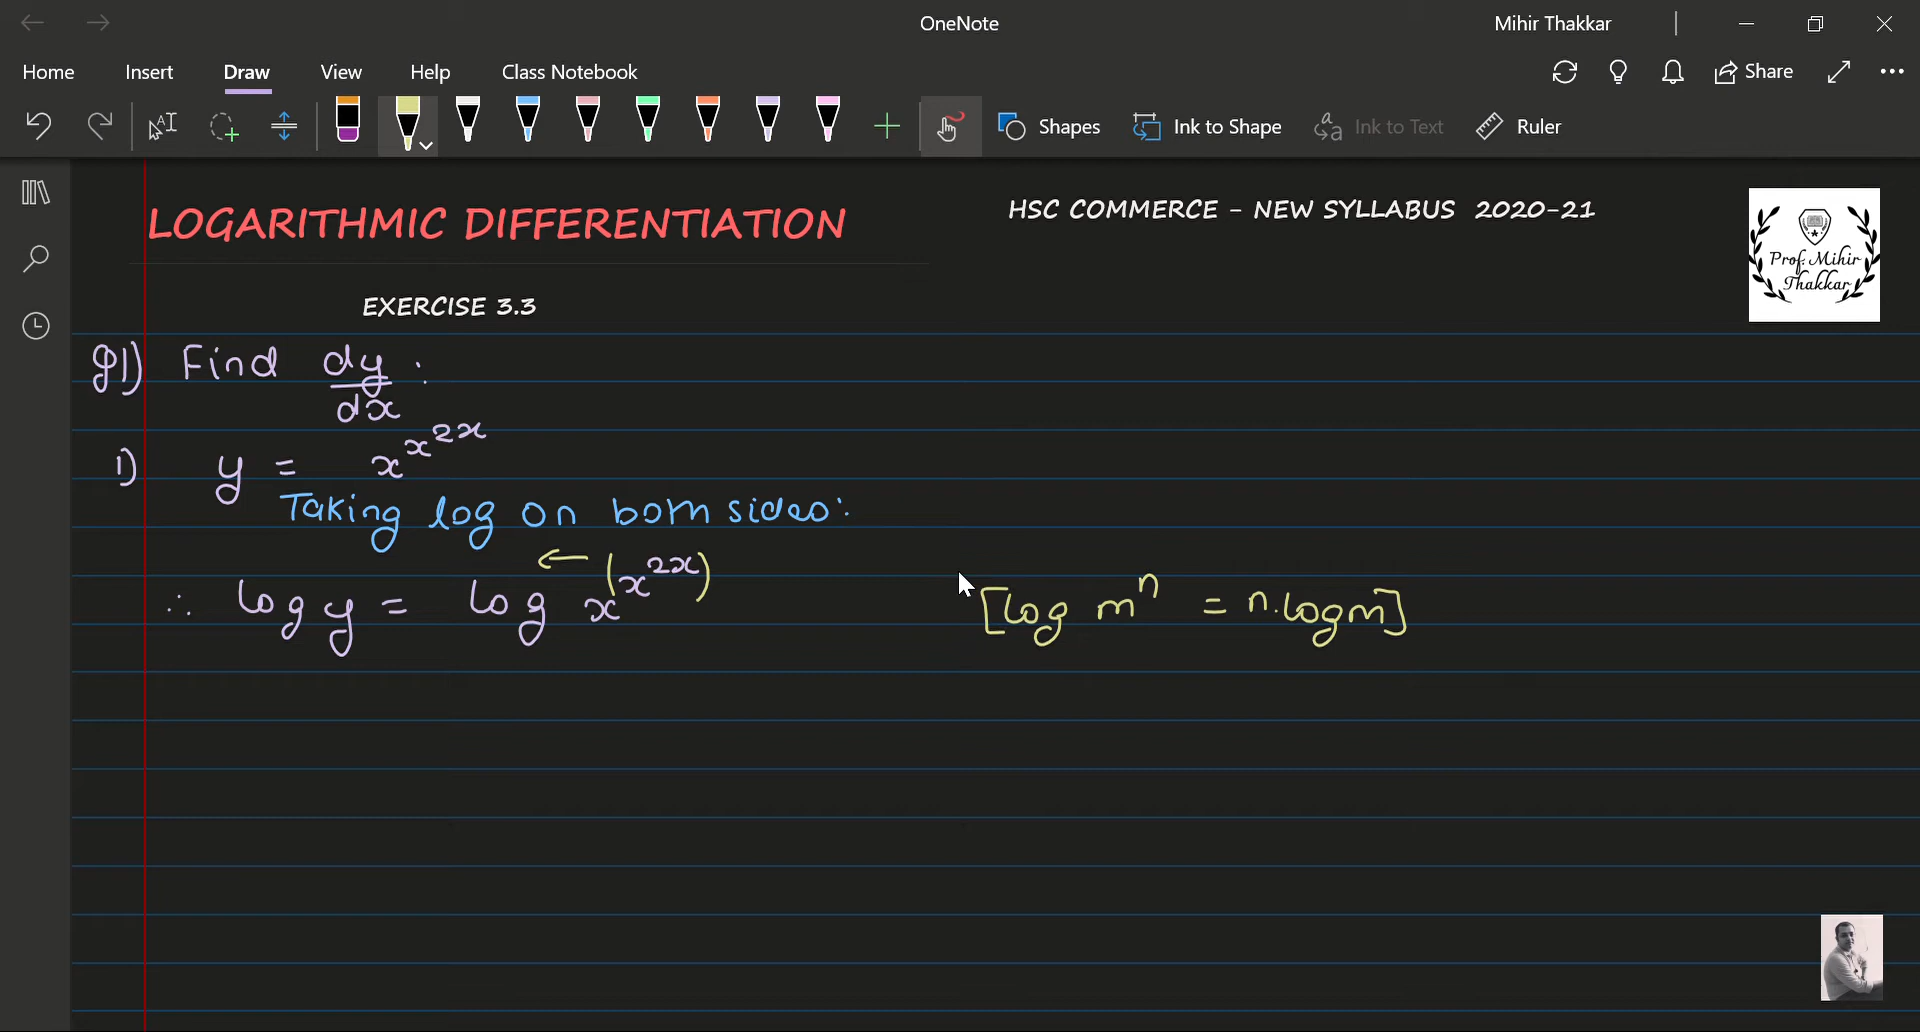 OneNote
Mihir Thakkar
Home Insert Draw View Help Class Notebook
Share
Shapes Ink to Shape Ink to Text Ruler
LOGARITHMIC DIFFERENTIATION
HSC COMMERCE - NEW SYLLABUS 2020-21
Prof. Mihir
Thakkar
EXERCISE 3.3
Q1) Find dy/dx :
1) y = x^x^2x
Taking log on both sides:
∴ log y = log x^(x^2x) ←
[log m^n = n.logm]